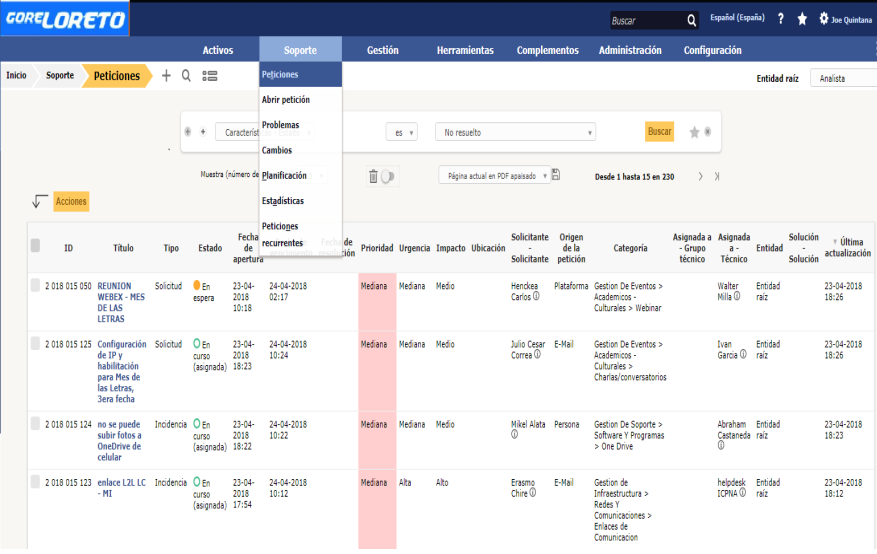 GORELORETO
Buscar
Español (España)
?
Joe Quintana
Activos
Soporte
Gestión
Herramientas
Complementos
Administración
Configuración
Inicio
Soporte
Peticiones
Entidad raíz
Analista
Peticiones
Abrir petición
Problemas
Cambios
Planificación
Estadísticas
Peticiones
recurrentes
Característ
es
No resuelto
Buscar
Muestra (número de
Página actual en PDF apaisado
Desde 1 hasta 15 en 230
Acciones
ID
Título
Tipo
Estado
Fecha
de
apertura
Prioridad
Urgencia
Impacto
Ubicación
Solicitante
-
Solicitante
Origen
de la
petición
Categoría
Asignada a
- Grupo
técnico
Asignada
a -
Técnico
Entidad
Solución
-
Solución
Última
actualización
2 018 015 050
REUNION
WEBEX - MES
DE LAS
LETRAS
Solicitud
En
espera
23-04-
2018
10:18
24-04-2018
02:17
Mediana
Mediana
Medio
Henckea
Carlos
Plataforma
Gestion De Eventos >
Academicos -
Culturales > Webinar
Walter
Milla
Entidad
raíz
23-04-2018
18:26
2 018 015 125
Configuración
de IP y
habilitación
para Mes de
las Letras,
3era fecha
Solicitud
En
curso
(asignada)
23-04-
2018
18:23
24-04-2018
10:24
Mediana
Mediana
Medio
Julio Cesar
Correa
E-Mail
Gestion De Eventos >
Academicos -
Culturales >
Charlas/conversatorios
Ivan
Garcia
Entidad
raíz
23-04-2018
18:26
2 018 015 124
no se puede
subir fotos a
OneDrive de
celular
Incidencia
En
curso
(asignada)
23-04-
2018
18:22
24-04-2018
10:22
Mediana
Mediana
Medio
Mikel Alata
Persona
Gestion De Soporte >
Software Y Programas
> One Drive
Abraham
Castaneda
Entidad
raíz
23-04-2018
18:23
2 018 015 123
enlace L2L LC
- MI
Incidencia
En
curso
(asignada)
23-04-
2018
17:54
24-04-2018
10:12
Mediana
Alta
Alto
Erasmo
Chire
E-Mail
Gestion de
Infraestructura >
Redes Y
Comunicaciones >
Enlaces de
Comunicacion
helpdesk
ICPNA
Entidad
raíz
23-04-2018
18:12